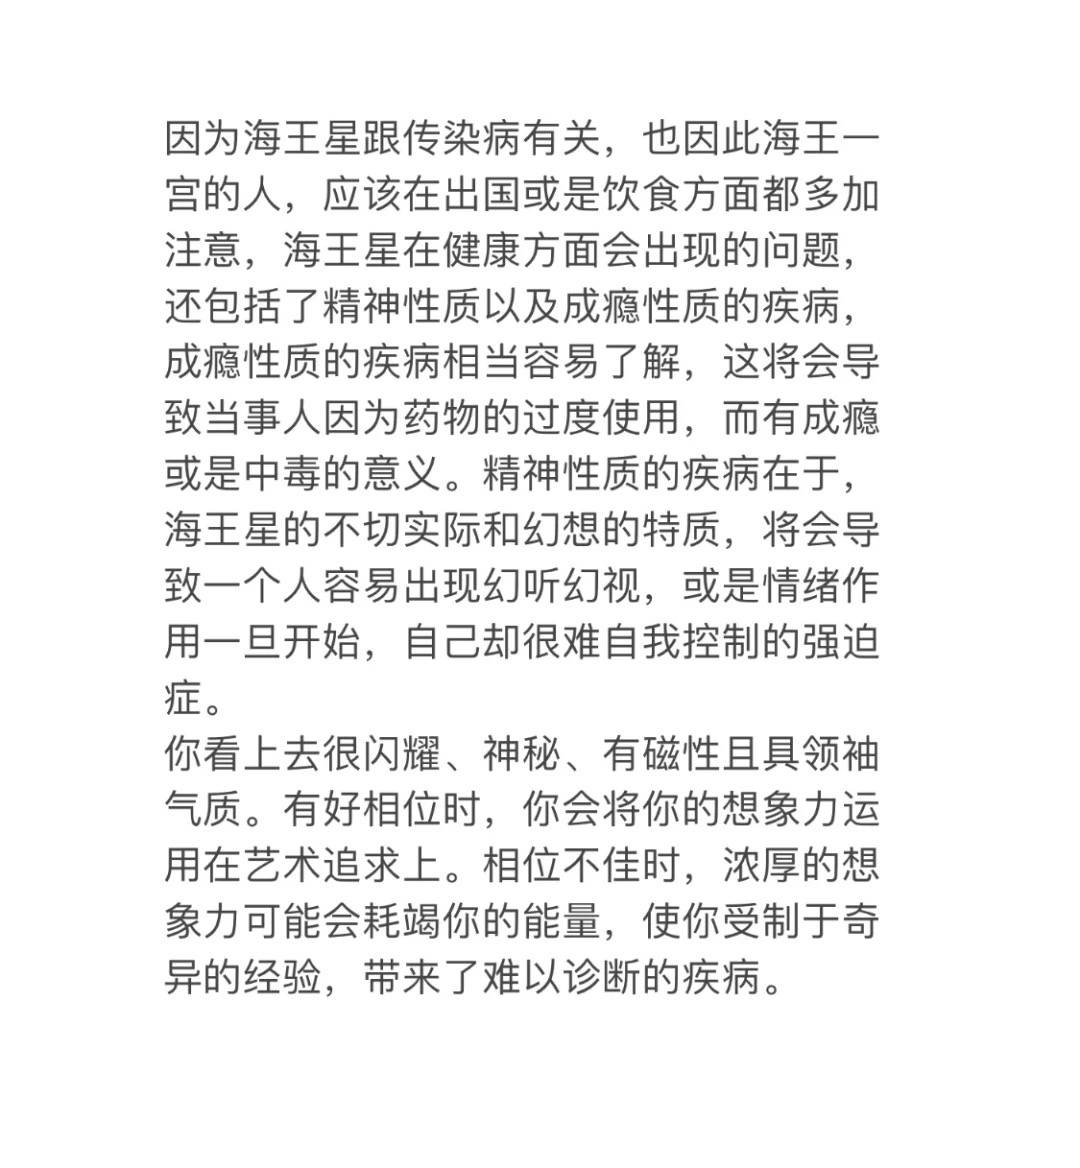 因为海王星跟传染病有关，也因此海王一
宫的人，应该在出国或是饮食方面都多加
注意，海王星在健康方面会出现的问题，
还包括了精神性质以及成瘾性质的疾病，
成瘾性质的疾病相当容易了解，这将会导
致当事人因为药物的过度使用，而有成瘾
或是中毒的意义。精神性质的疾病在于，
海王星的不切实际和幻想的特质，将会导
致一个人容易出现幻听幻视，或是情绪作
用一旦开始，自己却很难自我控制的强迫
症。
你看上去很闪耀、神秘、有磁性且具领袖
气质。有好相位时，你会将你的想象力运
用在艺术追求上。相位不佳时，浓厚的想
象力可能会耗竭你的能量，使你受制于奇
异的经验，带来了难以诊断的疾病。